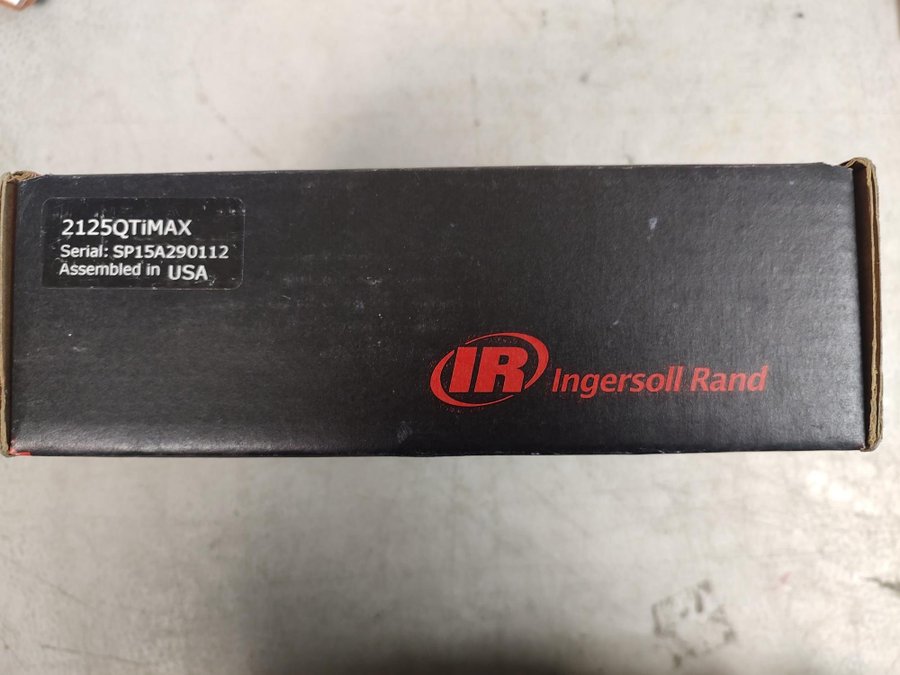 2125QTiMAX
Serial: SP15A290112
Assembled in USA
IR Ingersoll Rand